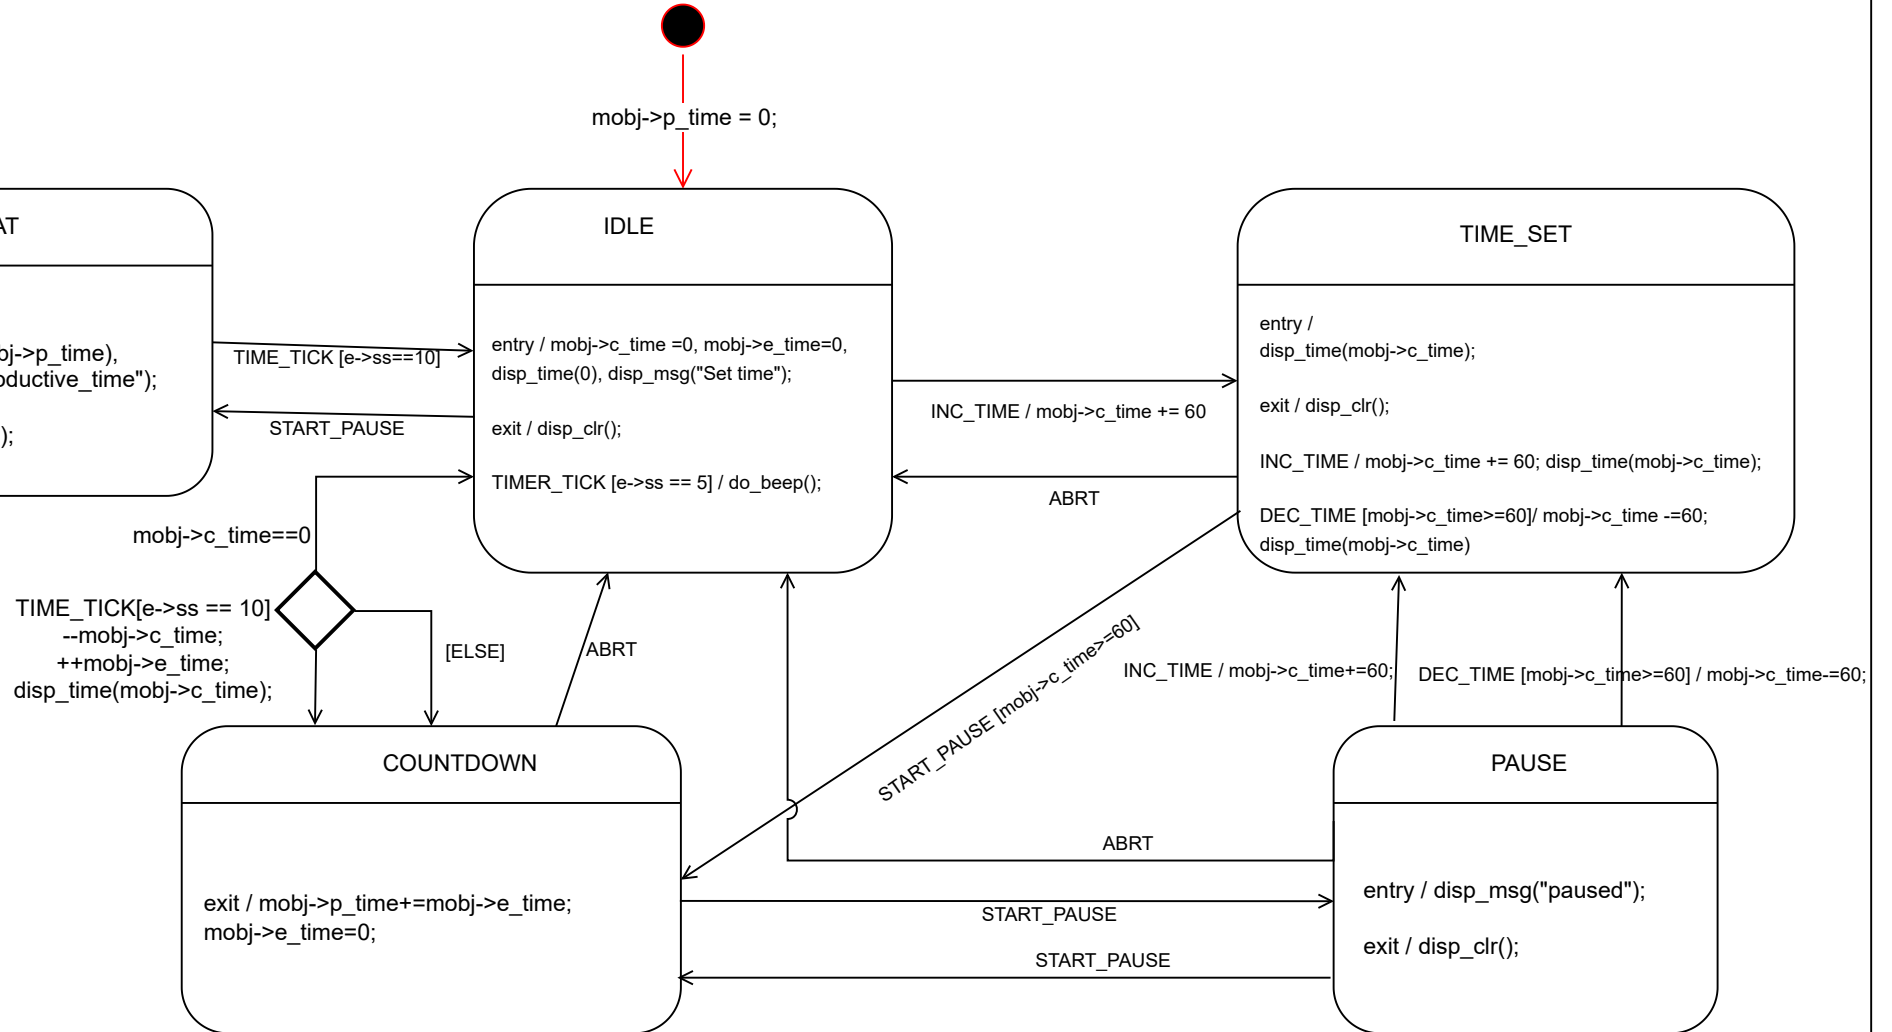 mobj->p_time = 0;
AT
bj->p_time),
oductive_time");
);
TIME_TICK [e->ss==10]
START_PAUSE
IDLE
entry / mobj->c_time =0, mobj->e_time=0,
disp_time(0), disp_msg("Set time");
exit / disp_clr();
TIMER_TICK [e->ss == 5] / do_beep();
INC_TIME / mobj->c_time += 60
ABRT
TIME_SET
entry /
disp_time(mobj->c_time);
exit / disp_clr();
INC_TIME / mobj->c_time += 60; disp_time(mobj->c_time);
DEC_TIME [mobj->c_time>=60]/ mobj->c_time -=60;
disp_time(mobj->c_time)
mobj->c_time==0
TIME_TICK[e->ss == 10]
--mobj->c_time;
++mobj->e_time;
disp_time(mobj->c_time);
[ELSE]
ABRT
START_PAUSE [mobj->c_time>=60]
INC_TIME / mobj->c_time+=60;
DEC_TIME [mobj->c_time>=60] / mobj->c_time-=60;
COUNTDOWN
exit / mobj->p_time+=mobj->e_time;
mobj->e_time=0;
ABRT
START_PAUSE
START_PAUSE
PAUSE
entry / disp_msg("paused");
exit / disp_clr();